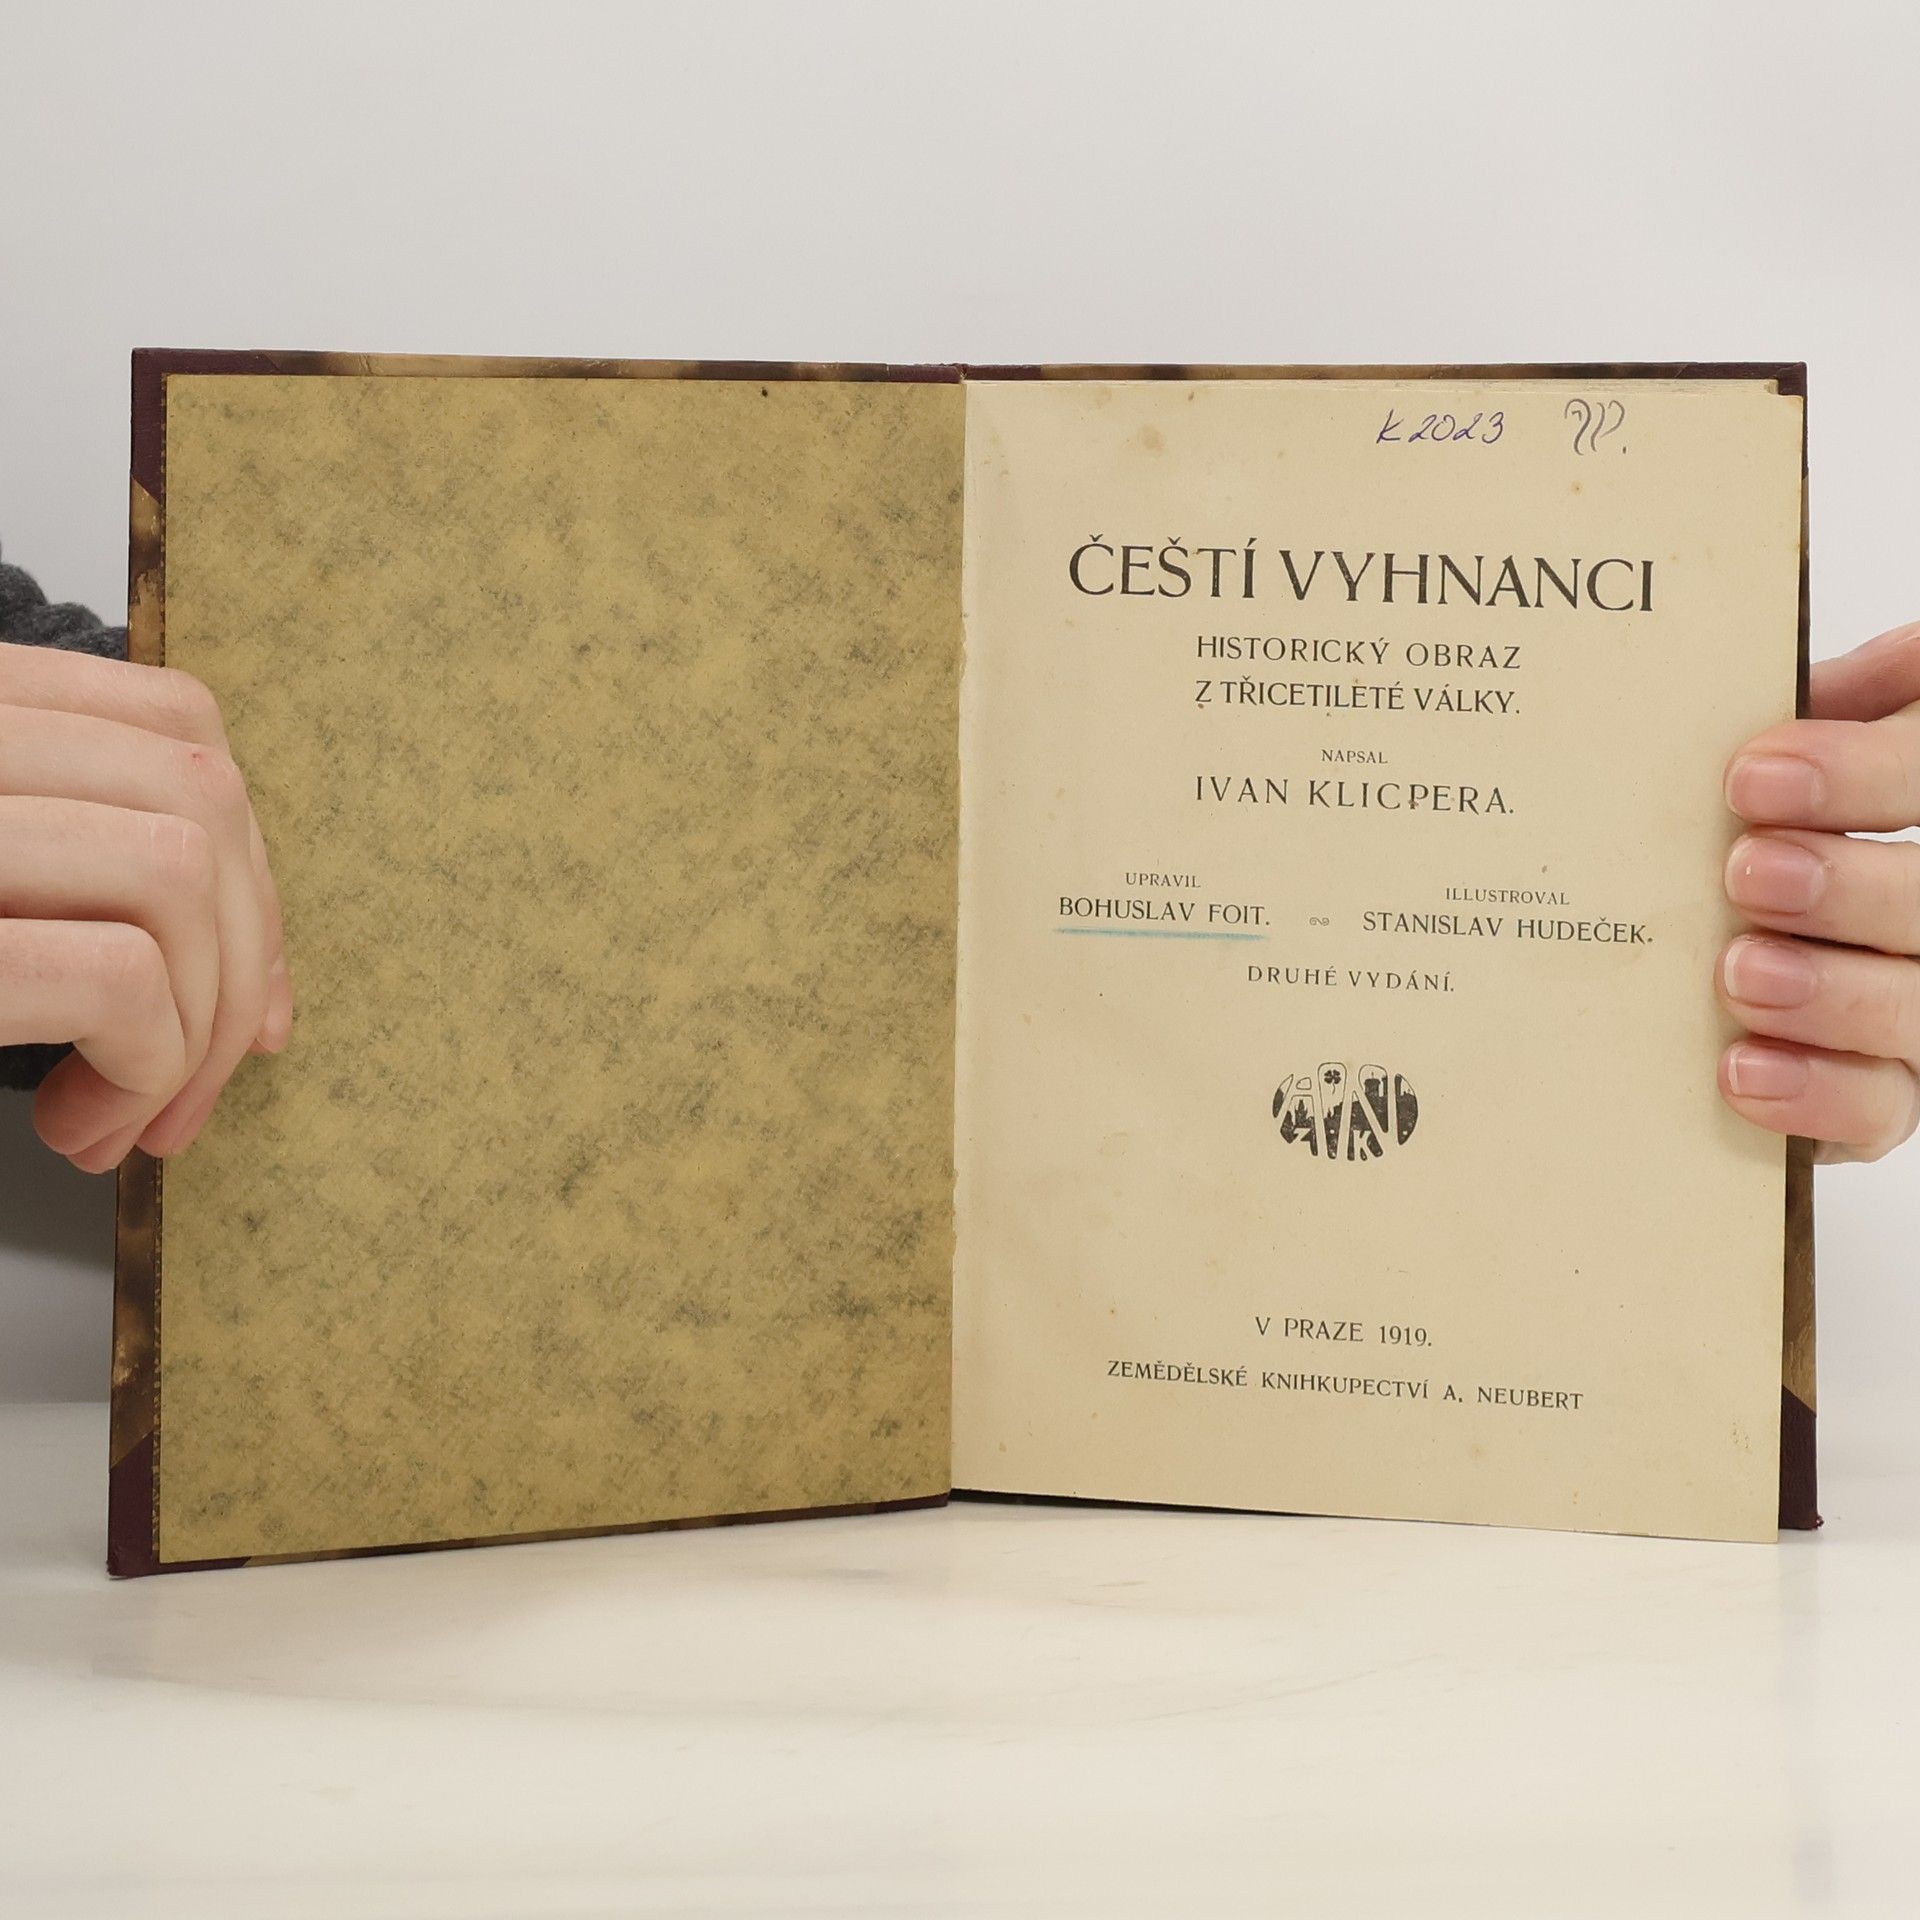 K 2023
ČEŠTÍ VYHNANCI
HISTORICKÝ OBRAZ
Z TŘICETILETÉ VÁLKY.
NAPSAL
IVAN KLICPERA.
UPRAVIL
BOHUSLAV FOIT.
ILLUSTROVAL
STANISLAV HUDEČEK.
DRUHÉ VYDÁNÍ.
V PRAZE 1919.
ZEMĚDĚLSKÉ KNIHKUPECTVÍ A. NEUBERT